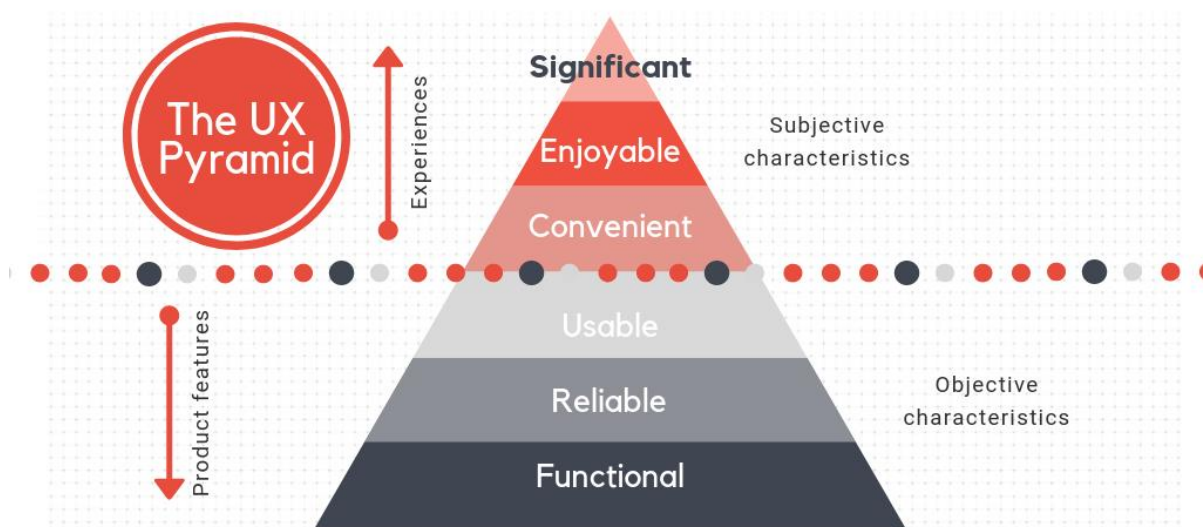 The UX
Pyramid
Experiences
Significant
Enjoyable
Convenient
Subjective
characteristics
Product features
Usable
Reliable
Functional
Objective
characteristics